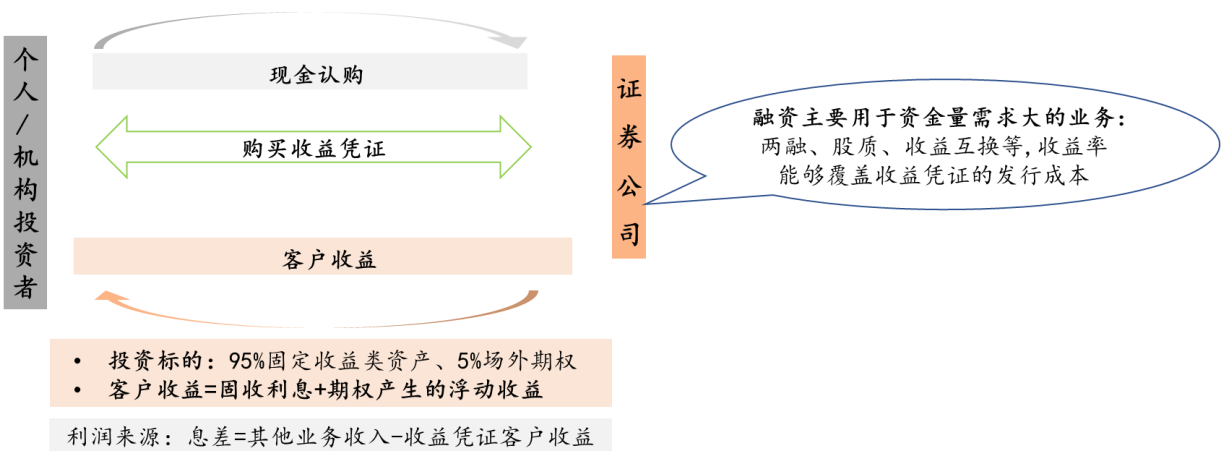 个人/机构投资者
现金认购
购买收益凭证
客户收益
证券公司
融资主要用于资金量需求大的业务：
两融、股质、收益互换等,收益率
能够覆盖收益凭证的发行成本
• 投资标的：95%固定收益类资产、5%场外期权
• 客户收益=固收利息+期权产生的浮动收益
利润来源：息差=其他业务收入-收益凭证客户收益